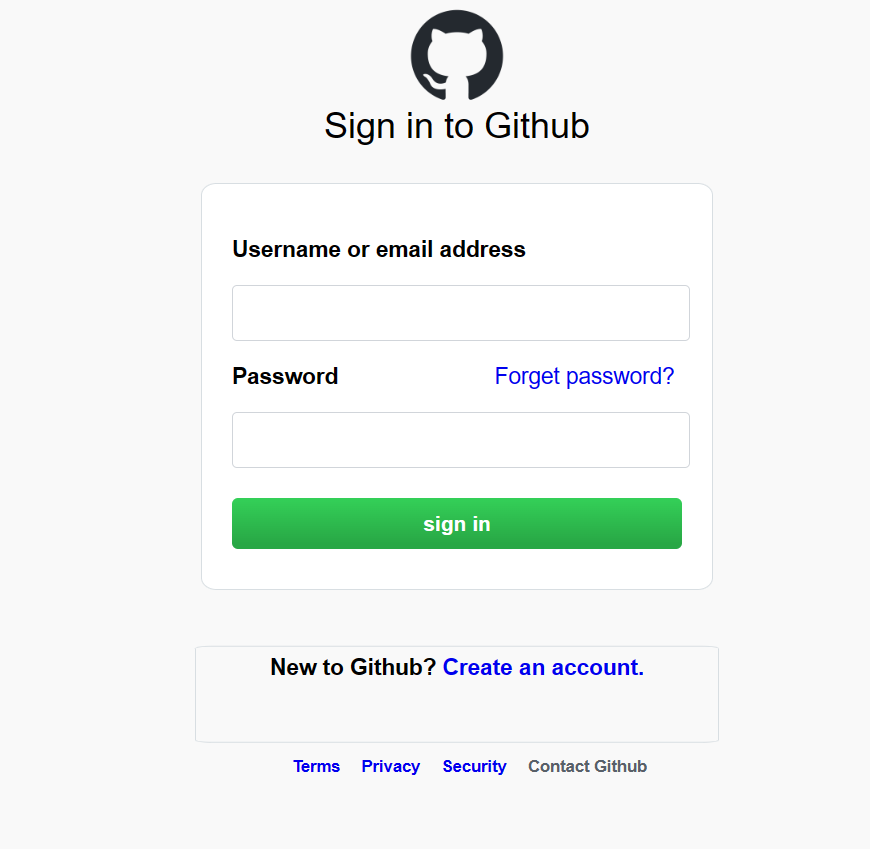 Sign in to Github
Username or email address
Password Forget password?
sign in
New to Github? Create an account.
Terms Privacy Security Contact Github